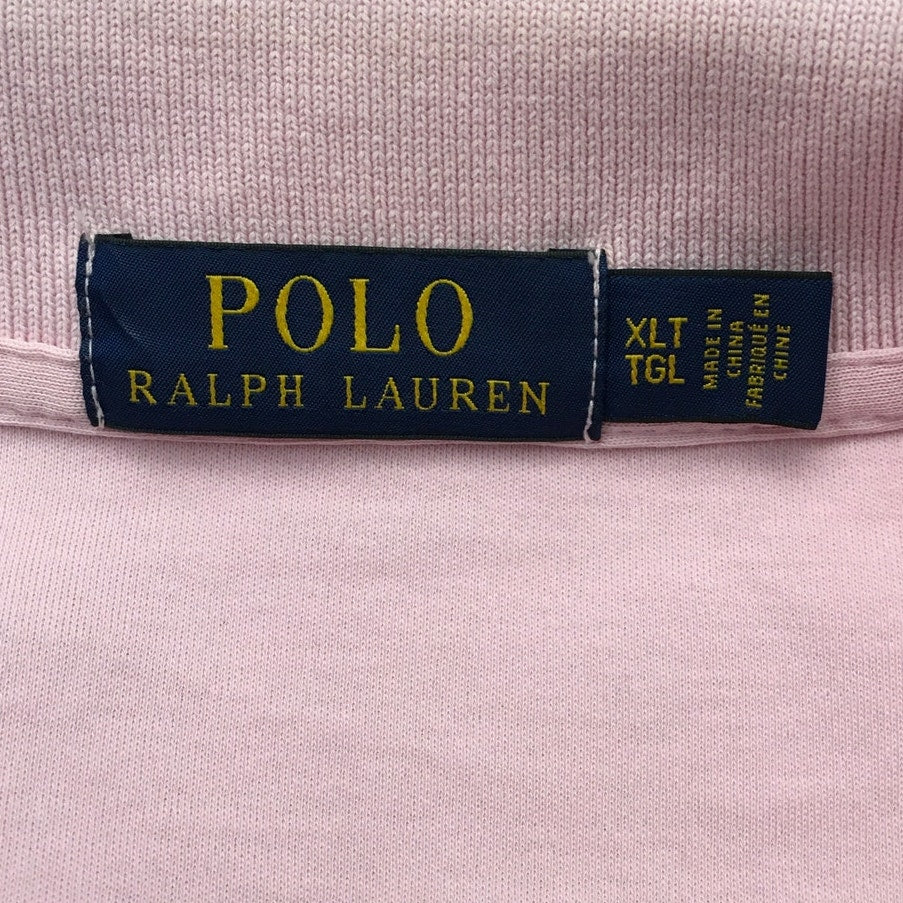 POLO
RALPH LAUREN
XLT
TGL
MADE IN
CHINA
FABRIQUÉ EN
CHINE